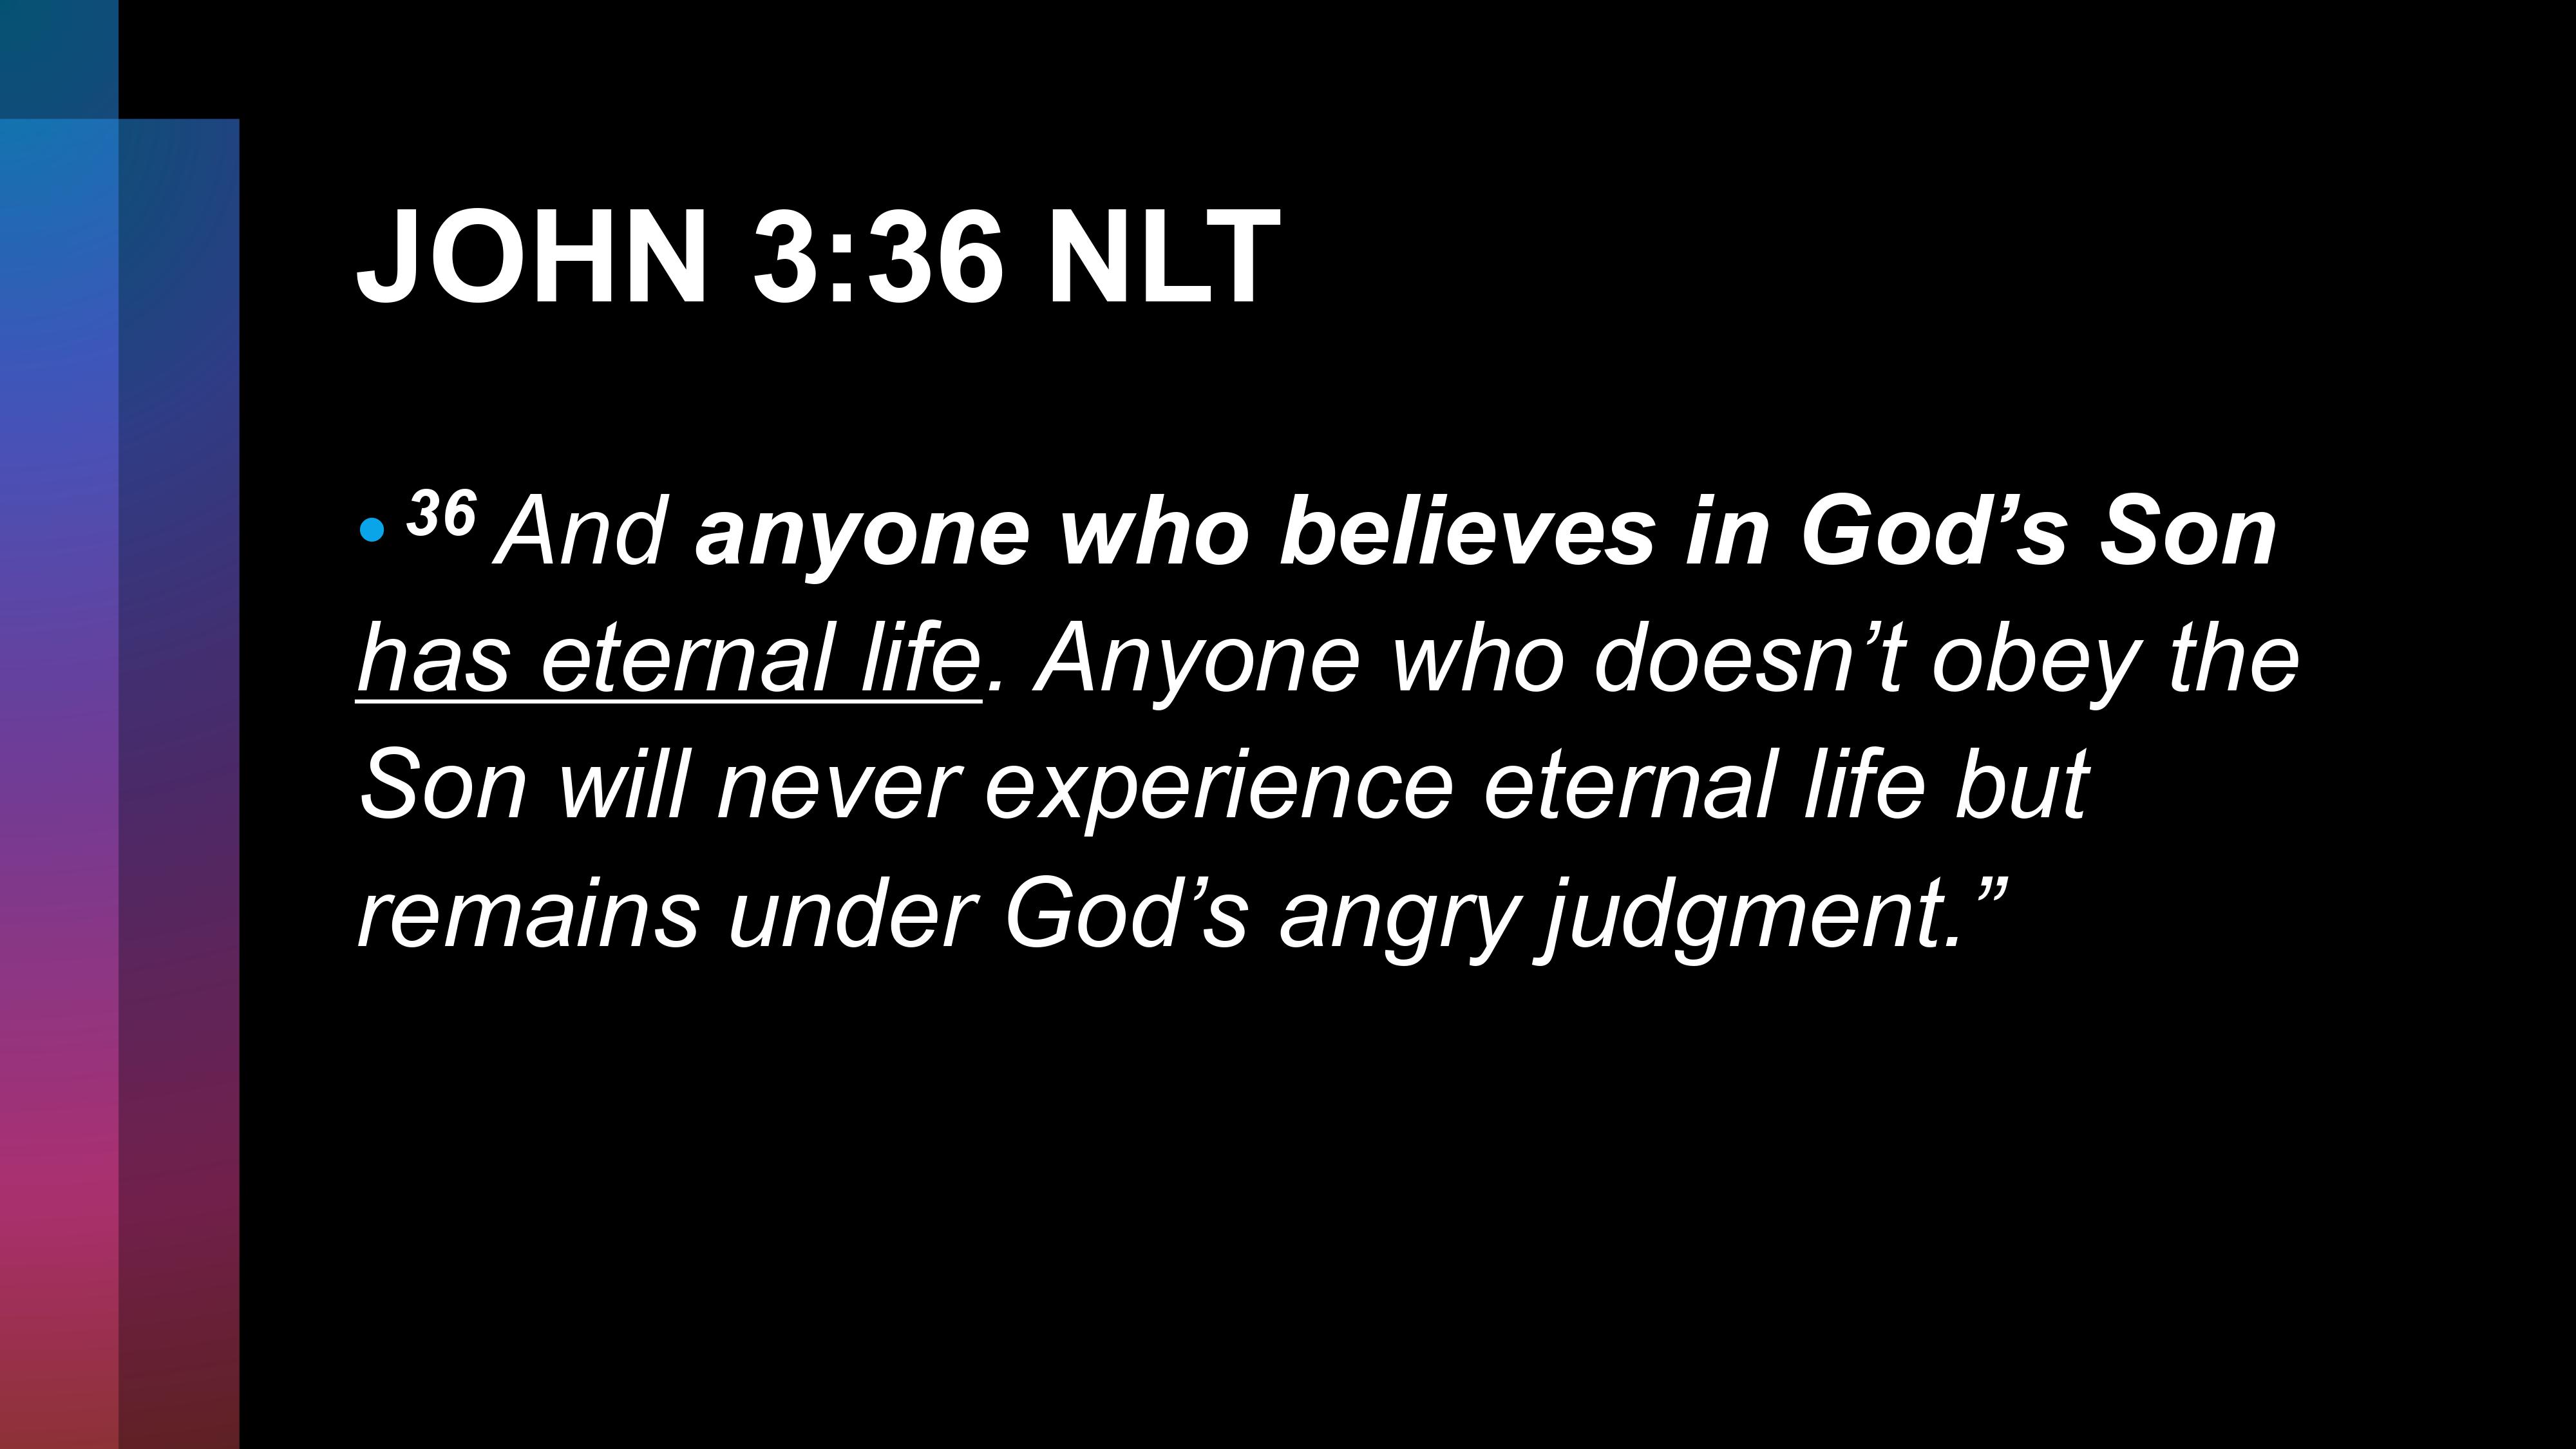 JOHN 3:36 NLT
• 36 And anyone who believes in God’s Son
has eternal life. Anyone who doesn’t obey the
Son will never experience eternal life but
remains under God’s angry judgment.”